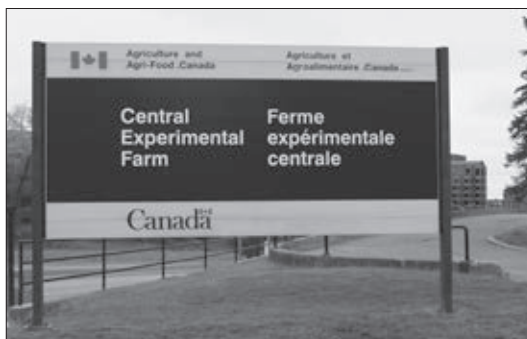 Agriculture and
Agri-Food Canada
Agriculture et
Agroalimentaire Canada
Central
Experimental
Farm
Ferme
expérimentale
centrale
Canada